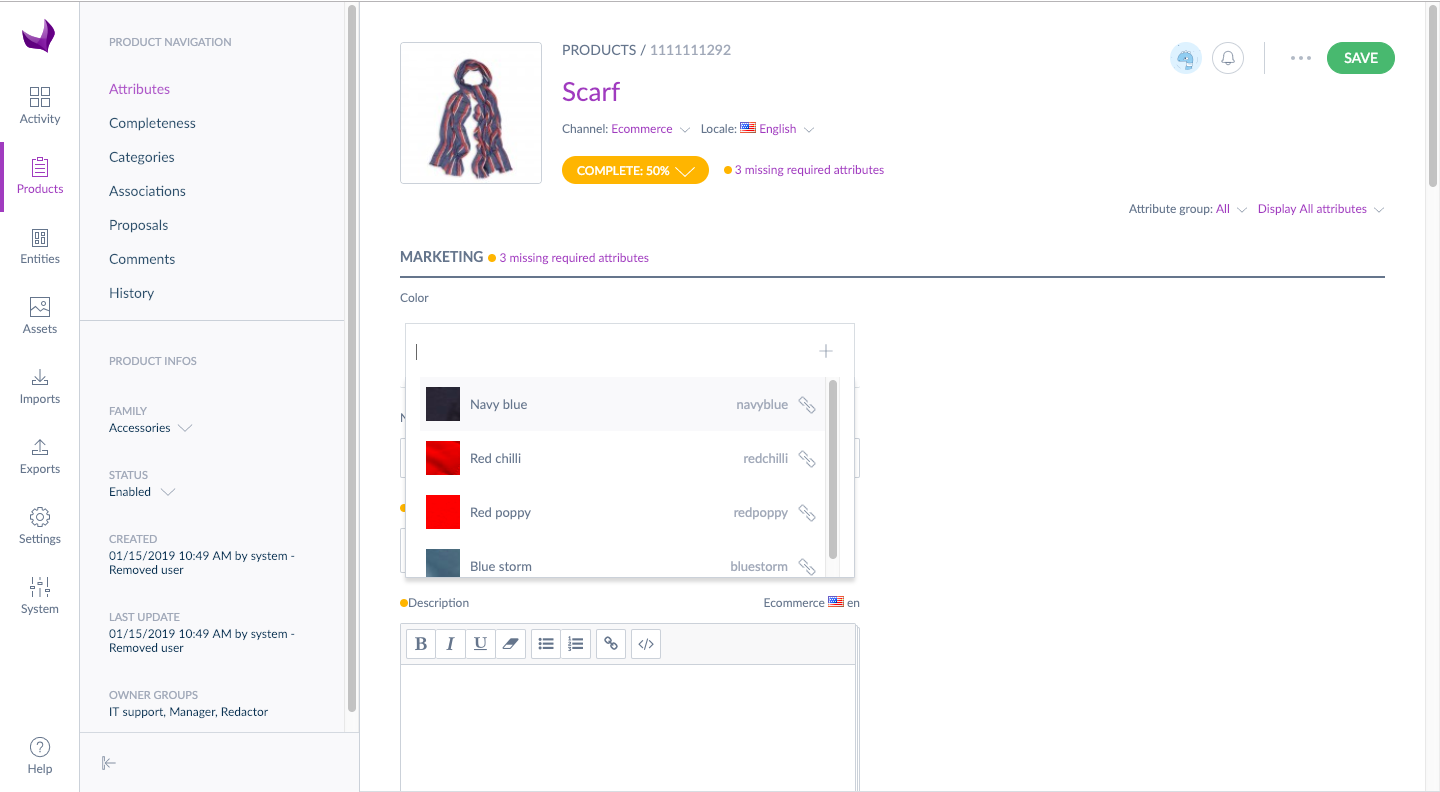 Activity
Products
Entities
Assets
Imports
Exports
Settings
System
Help
PRODUCT NAVIGATION
Attributes
Completeness
Categories
Associations
Proposals
Comments
History
PRODUCT INFOS
FAMILY
Accessories
STATUS
Enabled
CREATED
01/15/2019 10:49 AM by system -
Removed user
LAST UPDATE
01/15/2019 10:49 AM by system -
Removed user
OWNER GROUPS
IT support, Manager, Redactor
PRODUCTS / 1111111292
SAVE
Scarf
Channel: Ecommerce Locale: English
COMPLETE: 50% 3 missing required attributes
Attribute group: All Display All attributes
MARKETING 3 missing required attributes
Color
Navy blue navyblue
Red chilli redchilli
Red poppy redpoppy
Blue storm bluestorm
Description Ecommerce en
B I U </>